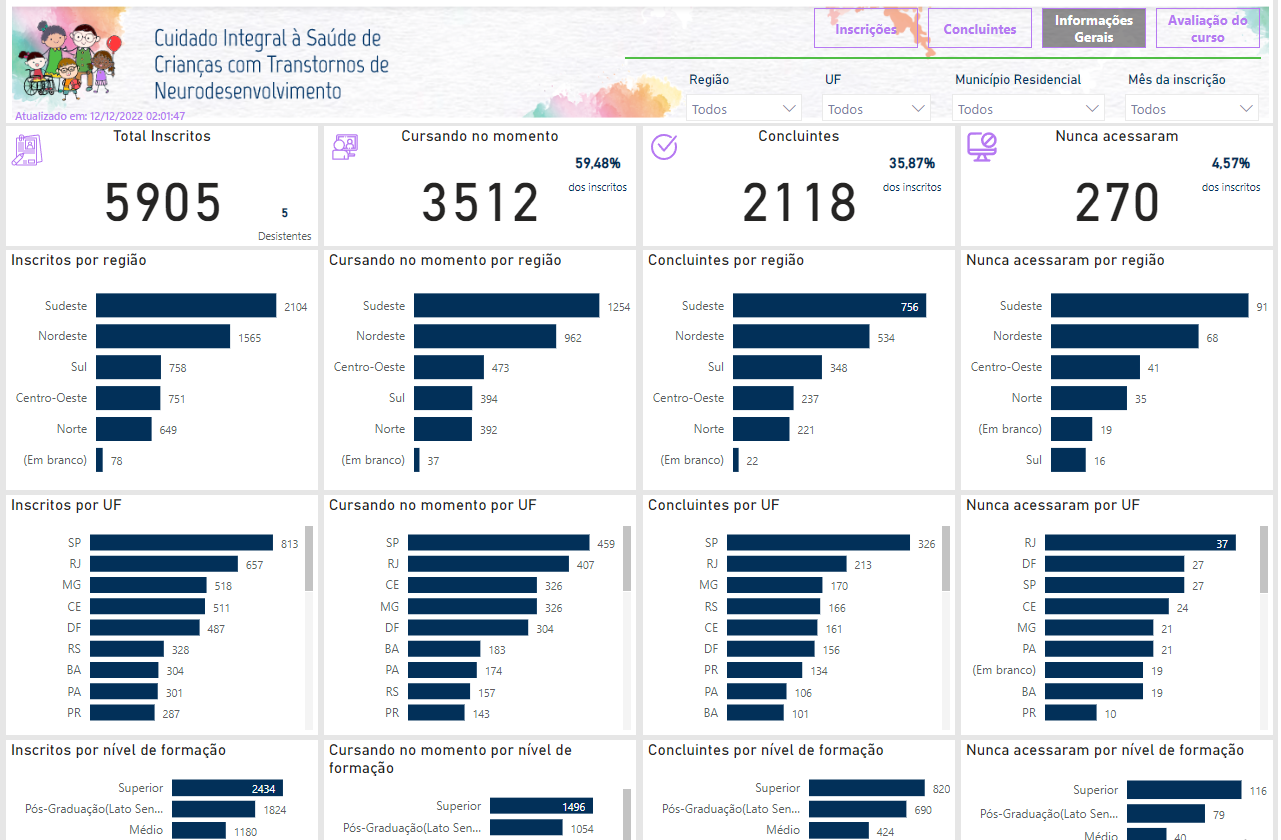 Cuidado Integral à Saúde de
Crianças com Transtornos de
Neurodesenvolvimento
Atualizado em: 12/12/2022 02:01:47
Inscrições
Concluintes
Informações
Gerais
Avaliação do
curso
Região
UF
Município Residencial
Mês da inscrição
Todos
Todos
Todos
Todos
Total Inscritos
5905
5
Desistentes
Cursando no momento
59,48%
dos inscritos
3512
Concluintes
35,87%
dos inscritos
2118
Nunca acessaram
4,57%
dos inscritos
270
Inscritos por região
Sudeste 2104
Nordeste 1565
Sul 758
Centro-Oeste 751
Norte 649
(Em branco) 78
Cursando no momento por região
Sudeste 1254
Nordeste 962
Centro-Oeste 473
Sul 394
Norte 392
(Em branco) 37
Concluintes por região
Sudeste 756
Nordeste 534
Sul 348
Centro-Oeste 237
Norte 221
(Em branco) 22
Nunca acessaram por região
Sudeste 91
Nordeste 68
Centro-Oeste 41
Norte 35
(Em branco) 19
Sul 16
Inscritos por UF
SP 813
RJ 657
MG 518
CE 511
DF 487
RS 328
BA 304
PA 301
PR 287
Cursando no momento por UF
SP 459
RJ 407
CE 326
MG 326
DF 304
BA 183
PA 174
RS 157
PR 143
Concluintes por UF
SP 326
RJ 213
MG 170
RS 166
CE 161
DF 156
PR 134
PA 106
BA 101
Nunca acessaram por UF
RJ 37
DF 27
SP 27
CE 24
MG 21
PA 21
(Em branco) 19
BA 19
PR 10
Inscritos por nível de formação
Superior 2434
Pós-Graduação(Lato Sen... 1824
Médio 1180
Cursando no momento por nível de
formação
Superior 1496
Pós-Graduação(Lato Sen... 1054
Concluintes por nível de formação
Superior 820
Pós-Graduação(Lato Sen... 690
Médio 424
Nunca acessaram por nível de formação
Superior 116
Pós-Graduação(Lato Sen... 79
Médio 40